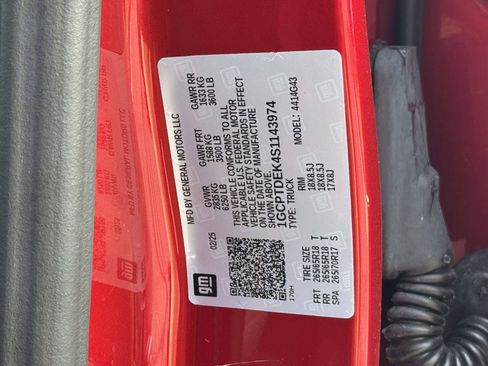 MFD BY GENERAL MOTORS LLC
02/25 GVWR GAWR FRT GAWR RR
2835 KG 1588 KG 1633 KG
6250 LB 3500 LB 3600 LB
THIS VEHICLE CONFORMS TO ALL
APPLICABLE U.S. FEDERAL MOTOR
VEHICLE SAFETY STANDARDS IN EFFECT
ON THE DATE OF MANUFACTURE
SHOWN ABOVE.
1GCPTDEK4S1143974
TYPE: TRUCK 4414G43
TIRE SIZE RIM
FRT 265/65R18 T 18X8.5J
RR 265/65R18 T 18X8.5J
SPA 265/70R17 S 17X8J
gm
170H